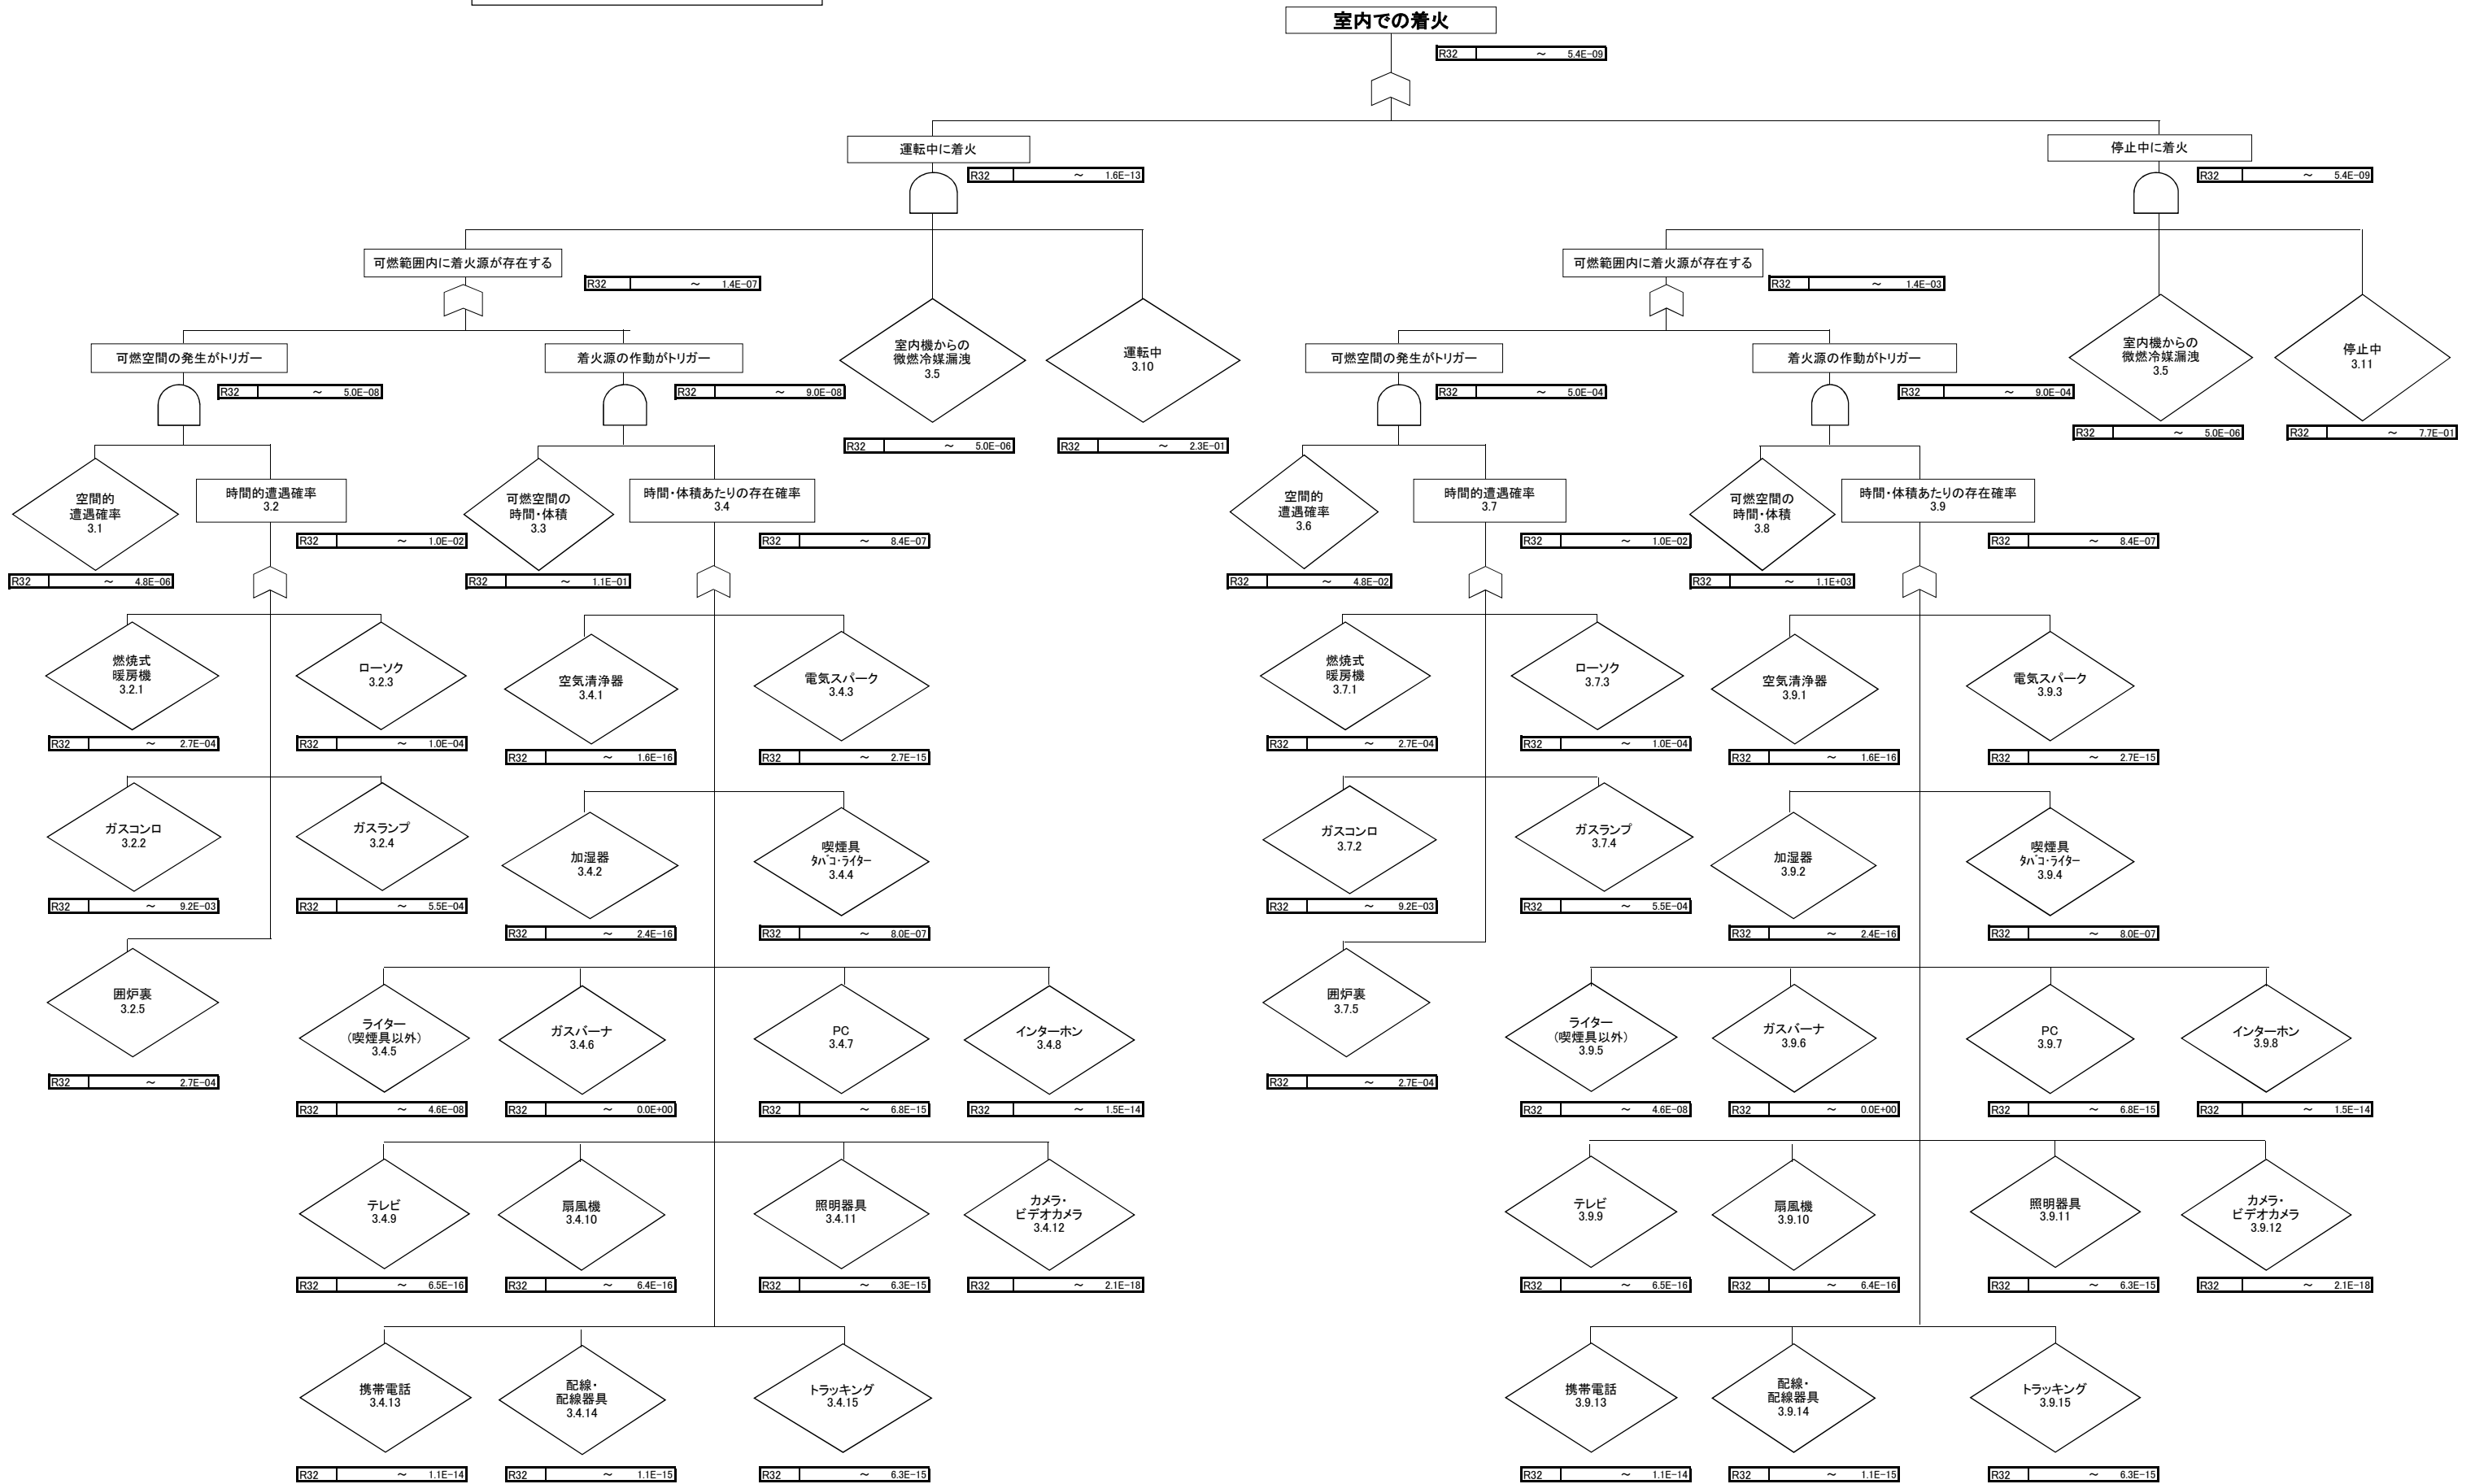 室内での着火
R32 ～ 5.4E-09
運転中に着火
R32 ～ 1.6E-13
停止中に着火
R32 ～ 5.4E-09
可燃範囲内に着火源が存在する
R32 ～ 1.4E-07
可燃範囲内に着火源が存在する
R32 ～ 1.4E-03
可燃空間の発生がトリガー
R32 ～ 5.0E-08
着火源の作動がトリガー
R32 ～ 9.0E-08
室内機からの
微燃冷媒漏洩
3.5
R32 ～ 5.0E-06
運転中
3.10
R32 ～ 2.3E-01
可燃空間の発生がトリガー
R32 ～ 5.0E-04
着火源の作動がトリガー
R32 ～ 9.0E-04
室内機からの
微燃冷媒漏洩
3.5
R32 ～ 5.0E-06
停止中
3.11
R32 ～ 7.7E-01
空間的
遭遇確率
3.1
R32 ～ 4.8E-06
時間的遭遇確率
3.2
R32 ～ 1.0E-02
可燃空間の
時間・体積
3.3
R32 ～ 1.1E-01
時間・体積あたりの存在確率
3.4
R32 ～ 8.4E-07
空間的
遭遇確率
3.6
R32 ～ 4.8E-02
時間的遭遇確率
3.7
R32 ～ 1.0E-02
可燃空間の
時間・体積
3.8
R32 ～ 1.1E+03
時間・体積あたりの存在確率
3.9
R32 ～ 8.4E-07
燃焼式
暖房機
3.2.1
R32 ～ 2.7E-04
ローソク
3.2.3
R32 ～ 1.0E-04
空気清浄器
3.4.1
R32 ～ 1.6E-16
電気スパーク
3.4.3
R32 ～ 2.7E-15
燃焼式
暖房機
3.7.1
R32 ～ 2.7E-04
ローソク
3.7.3
R32 ～ 1.0E-04
空気清浄器
3.9.1
R32 ～ 1.6E-16
電気スパーク
3.9.3
R32 ～ 2.7E-15
ガスコンロ
3.2.2
R32 ～ 9.2E-03
ガスランプ
3.2.4
R32 ～ 5.5E-04
加湿器
3.4.2
R32 ～ 2.4E-16
喫煙具
ﾀﾊﾞｺ・ﾗｲﾀｰ
3.4.4
R32 ～ 8.0E-07
ガスコンロ
3.7.2
R32 ～ 9.2E-03
ガスランプ
3.7.4
R32 ～ 5.5E-04
加湿器
3.9.2
R32 ～ 2.4E-16
喫煙具
ﾀﾊﾞｺ・ﾗｲﾀｰ
3.9.4
R32 ～ 8.0E-07
囲炉裏
3.2.5
R32 ～ 2.7E-04
ライター
(喫煙具以外)
3.4.5
R32 ～ 4.6E-08
ガスバーナ
3.4.6
R32 ～ 0.0E+00
PC
3.4.7
R32 ～ 6.8E-15
インターホン
3.4.8
R32 ～ 1.5E-14
囲炉裏
3.7.5
R32 ～ 2.7E-04
ライター
(喫煙具以外)
3.9.5
R32 ～ 4.6E-08
ガスバーナ
3.9.6
R32 ～ 0.0E+00
PC
3.9.7
R32 ～ 6.8E-15
インターホン
3.9.8
R32 ～ 1.5E-14
テレビ
3.4.9
R32 ～ 6.5E-16
扇風機
3.4.10
R32 ～ 6.4E-16
照明器具
3.4.11
R32 ～ 6.3E-15
カメラ・
ビデオカメラ
3.4.12
R32 ～ 2.1E-18
テレビ
3.9.9
R32 ～ 6.5E-16
扇風機
3.9.10
R32 ～ 6.4E-16
照明器具
3.9.11
R32 ～ 6.3E-15
カメラ・
ビデオカメラ
3.9.12
R32 ～ 2.1E-18
携帯電話
3.4.13
R32 ～ 1.1E-14
配線・
配線器具
3.4.14
R32 ～ 1.1E-15
トラッキング
3.4.15
R32 ～ 6.3E-15
携帯電話
3.9.13
R32 ～ 1.1E-14
配線・
配線器具
3.9.14
R32 ～ 1.1E-15
トラッキング
3.9.15
R32 ～ 6.3E-15